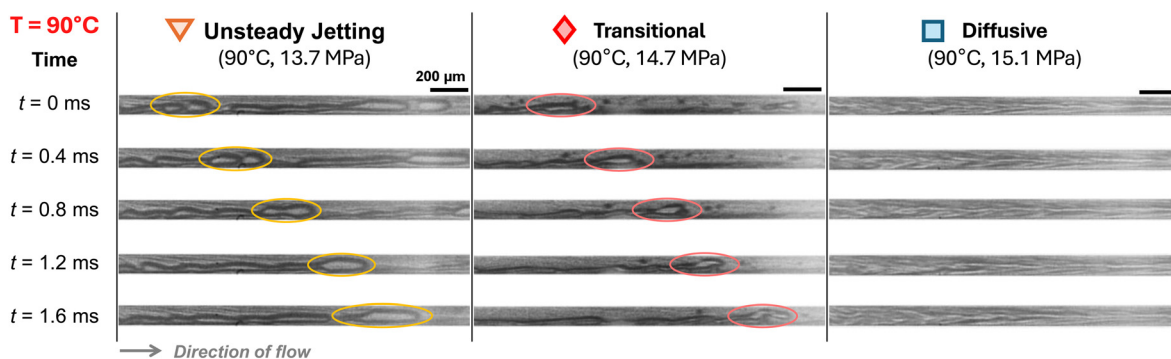 T = 90°C
Unsteady Jetting
Transitional
Diffusive
Time
(90°C, 13.7 MPa)
(90°C, 14.7 MPa)
(90°C, 15.1 MPa)
200 µm
t = 0 ms
t = 0.4 ms
t = 0.8 ms
t = 1.2 ms
t = 1.6 ms
Direction of flow